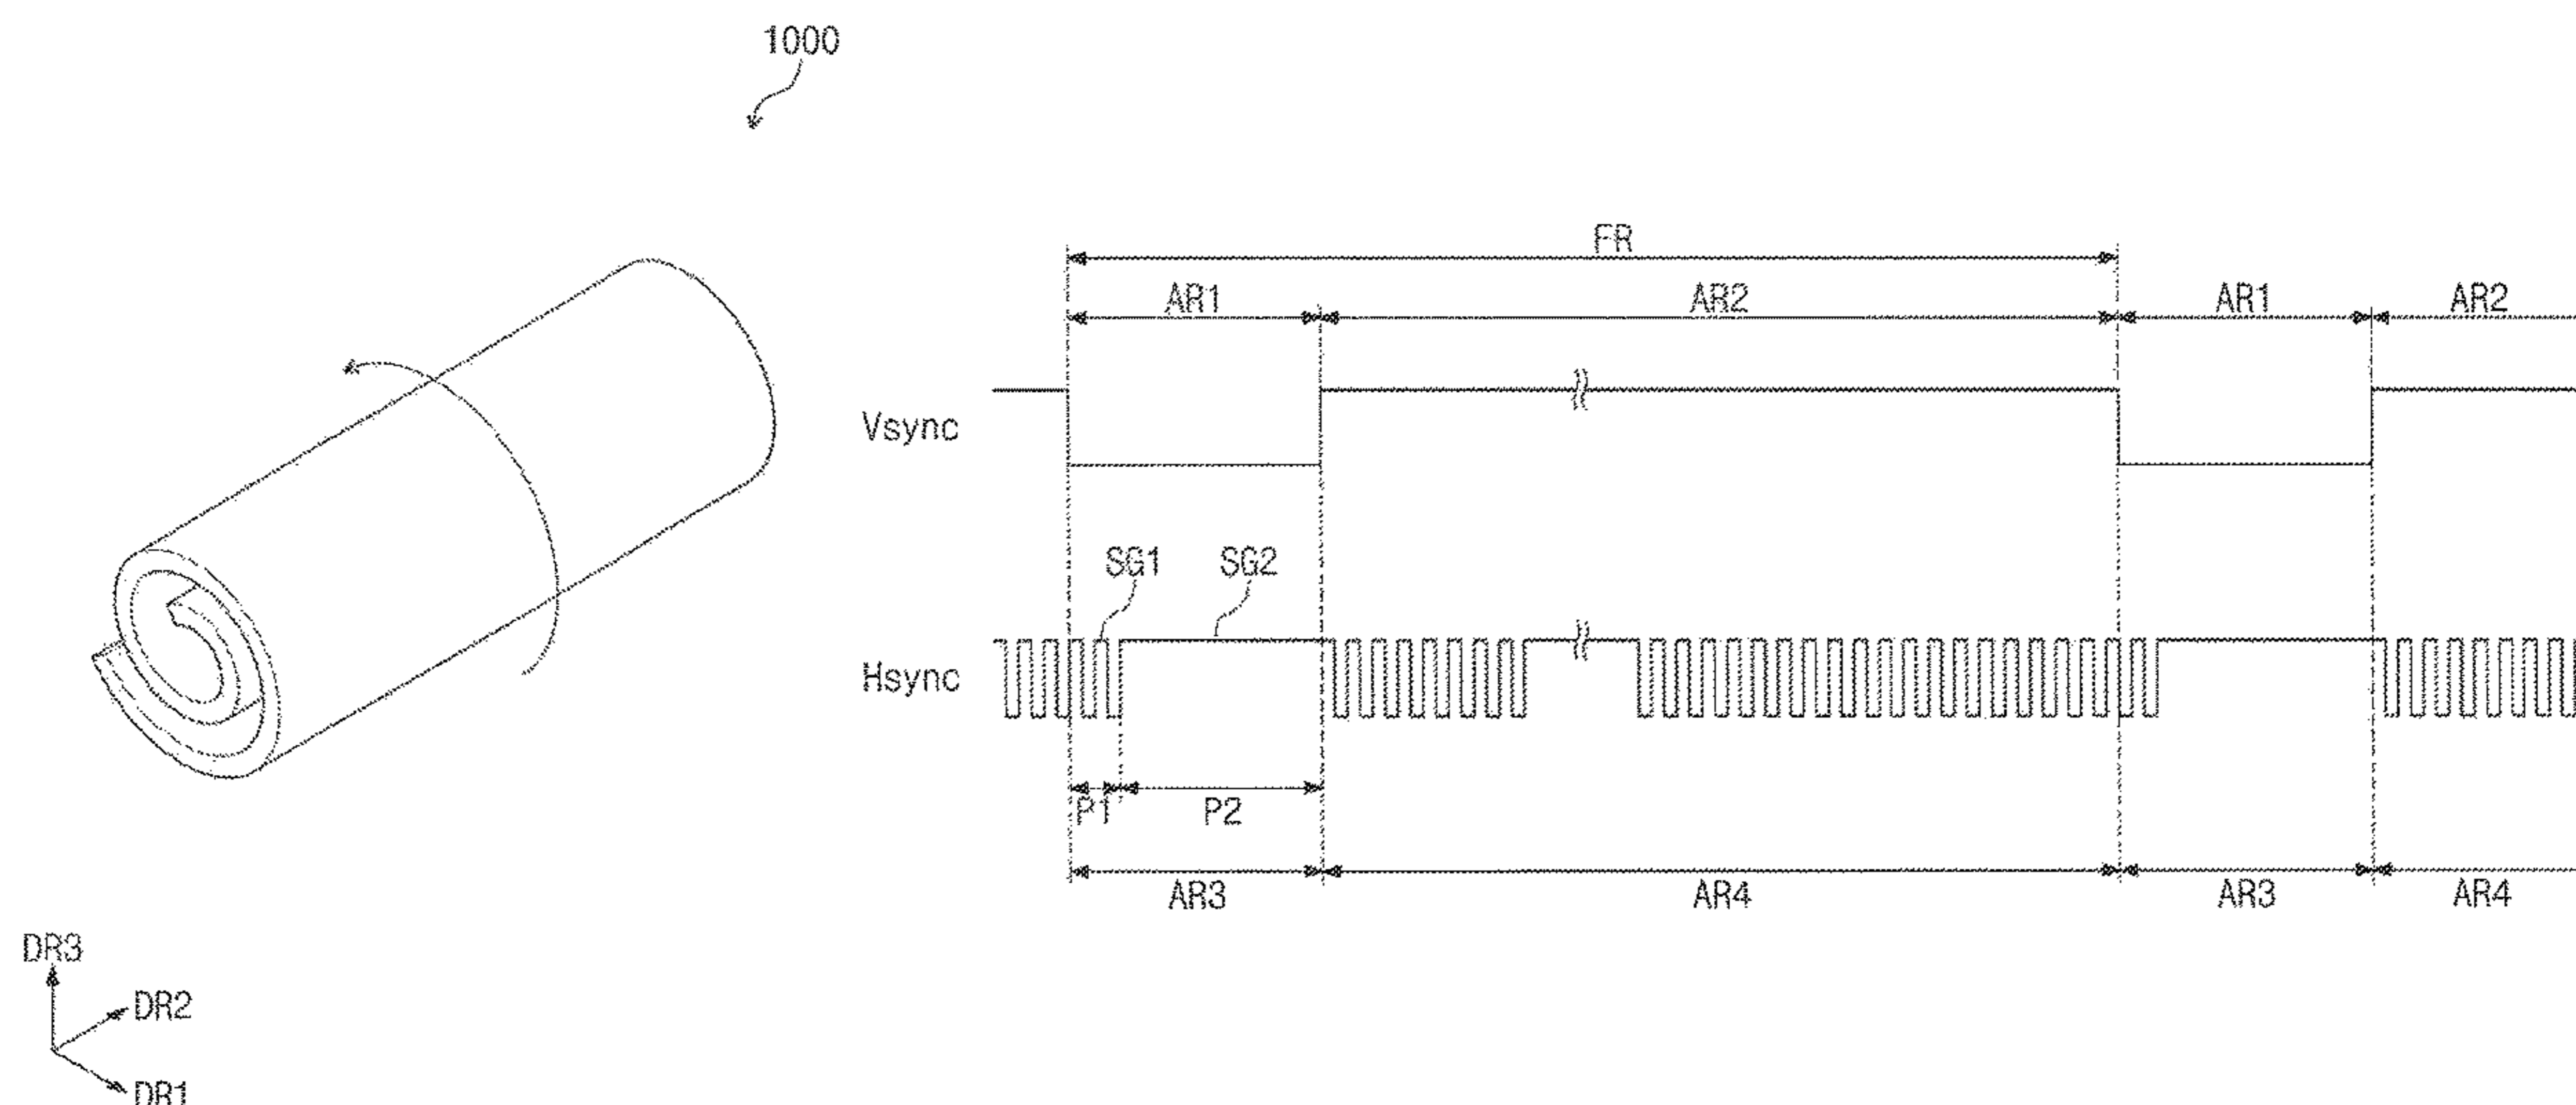 1000
FR
AR1 AR2 AR1 AR2
Vsync
SG1 SG2
Hsync
P1 P2
AR3 AR4 AR3 AR4
DR3
DR2
DR1